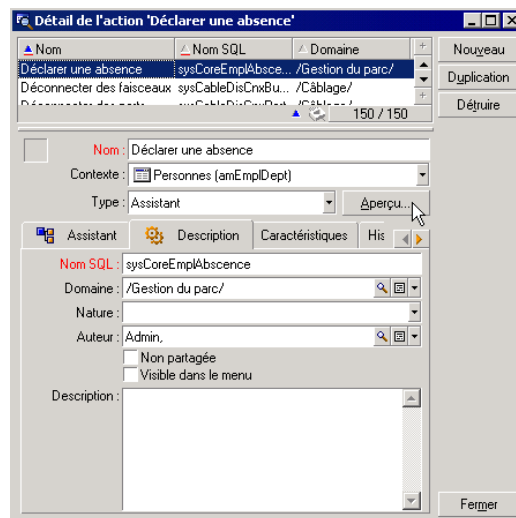 Détail de l'action 'Déclarer une absence'
Nom Nom SQL Domaine
Déclarer une absence sysCoreEmplAbsce... /Gestion du parc/
Déconnecter des faisceaux sysCableDisCnxBu... /Câblage/
150 / 150
Nouveau
Duplication
Détruire
Nom : Déclarer une absence
Contexte : Personnes (amEmplDept)
Type : Assistant Aperçu...
Assistant Description Caractéristiques His
Nom SQL : sysCoreEmplAbscence
Domaine : /Gestion du parc/
Nature :
Auteur : Admin,
Non partagée
Visible dans le menu
Description :
Fermer